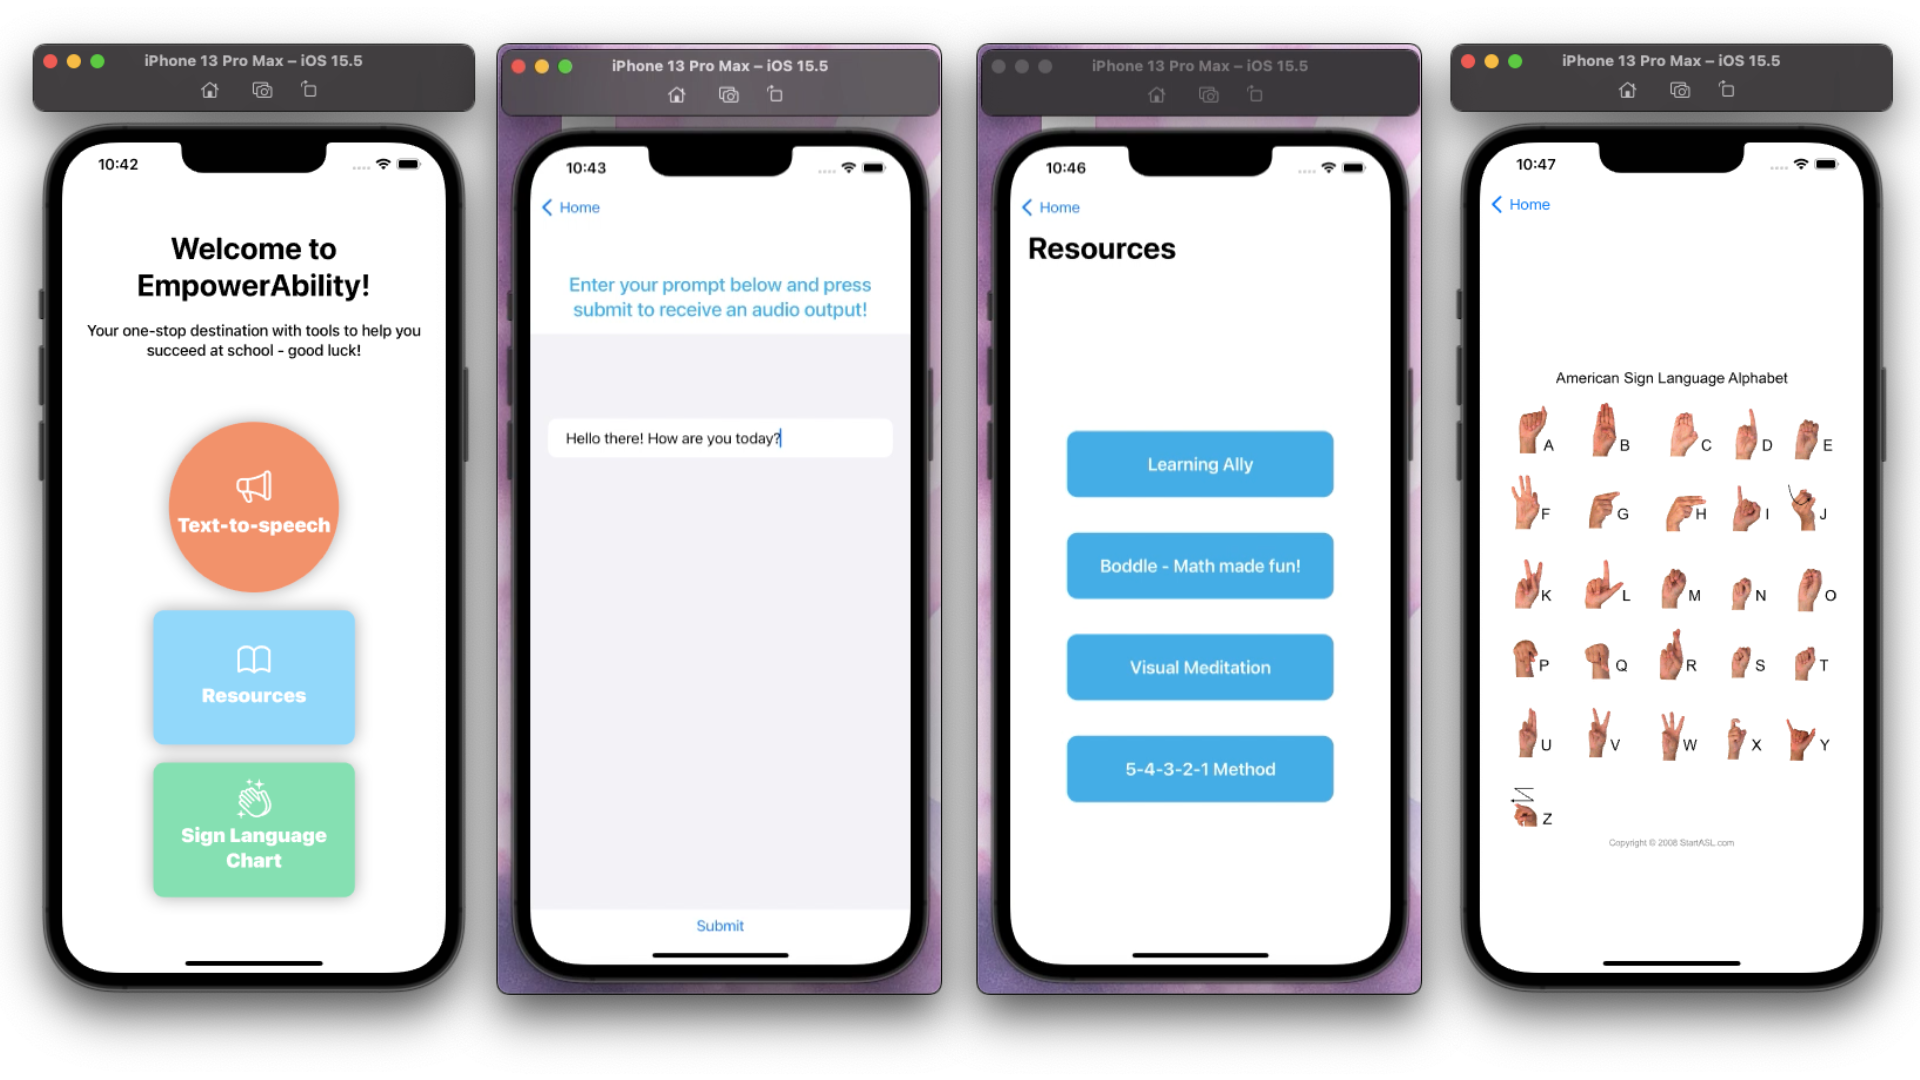 iPhone 13 Pro Max – iOS 15.5
10:42
Welcome to
EmpowerAbility!
Your one-stop destination with tools to help you
succeed at school - good luck!
Text-to-speech
Resources
Sign Language
Chart
iPhone 13 Pro Max – iOS 15.5
10:43
Home
Enter your prompt below and press
submit to receive an audio output!
Hello there! How are you today?
Submit
iPhone 13 Pro Max – iOS 15.5
10:46
Home
Resources
Learning Ally
Boddle - Math made fun!
Visual Meditation
5-4-3-2-1 Method
iPhone 13 Pro Max – iOS 15.5
10:47
Home
American Sign Language Alphabet
A B C D E
F G H I J
K L M N O
P Q R S T
U V W X Y
Z
Copyright © 2008 StartASL.com